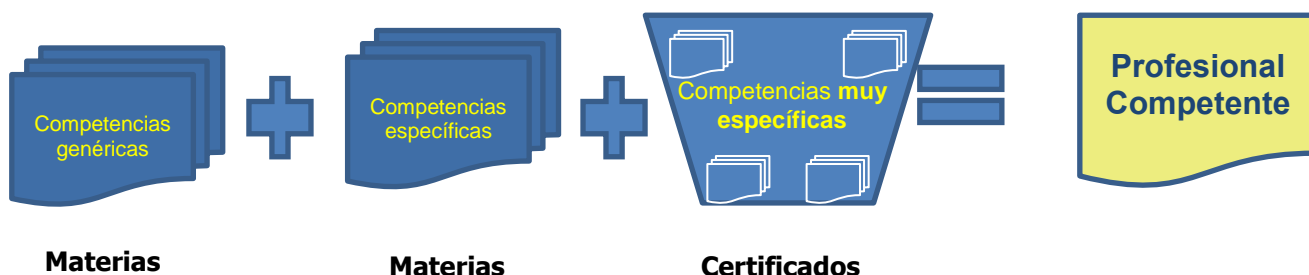 Competencias
genéricas
Competencias
específicas
Competencias muy
específicas
Profesional
Competente
Materias
Materias
Certificados